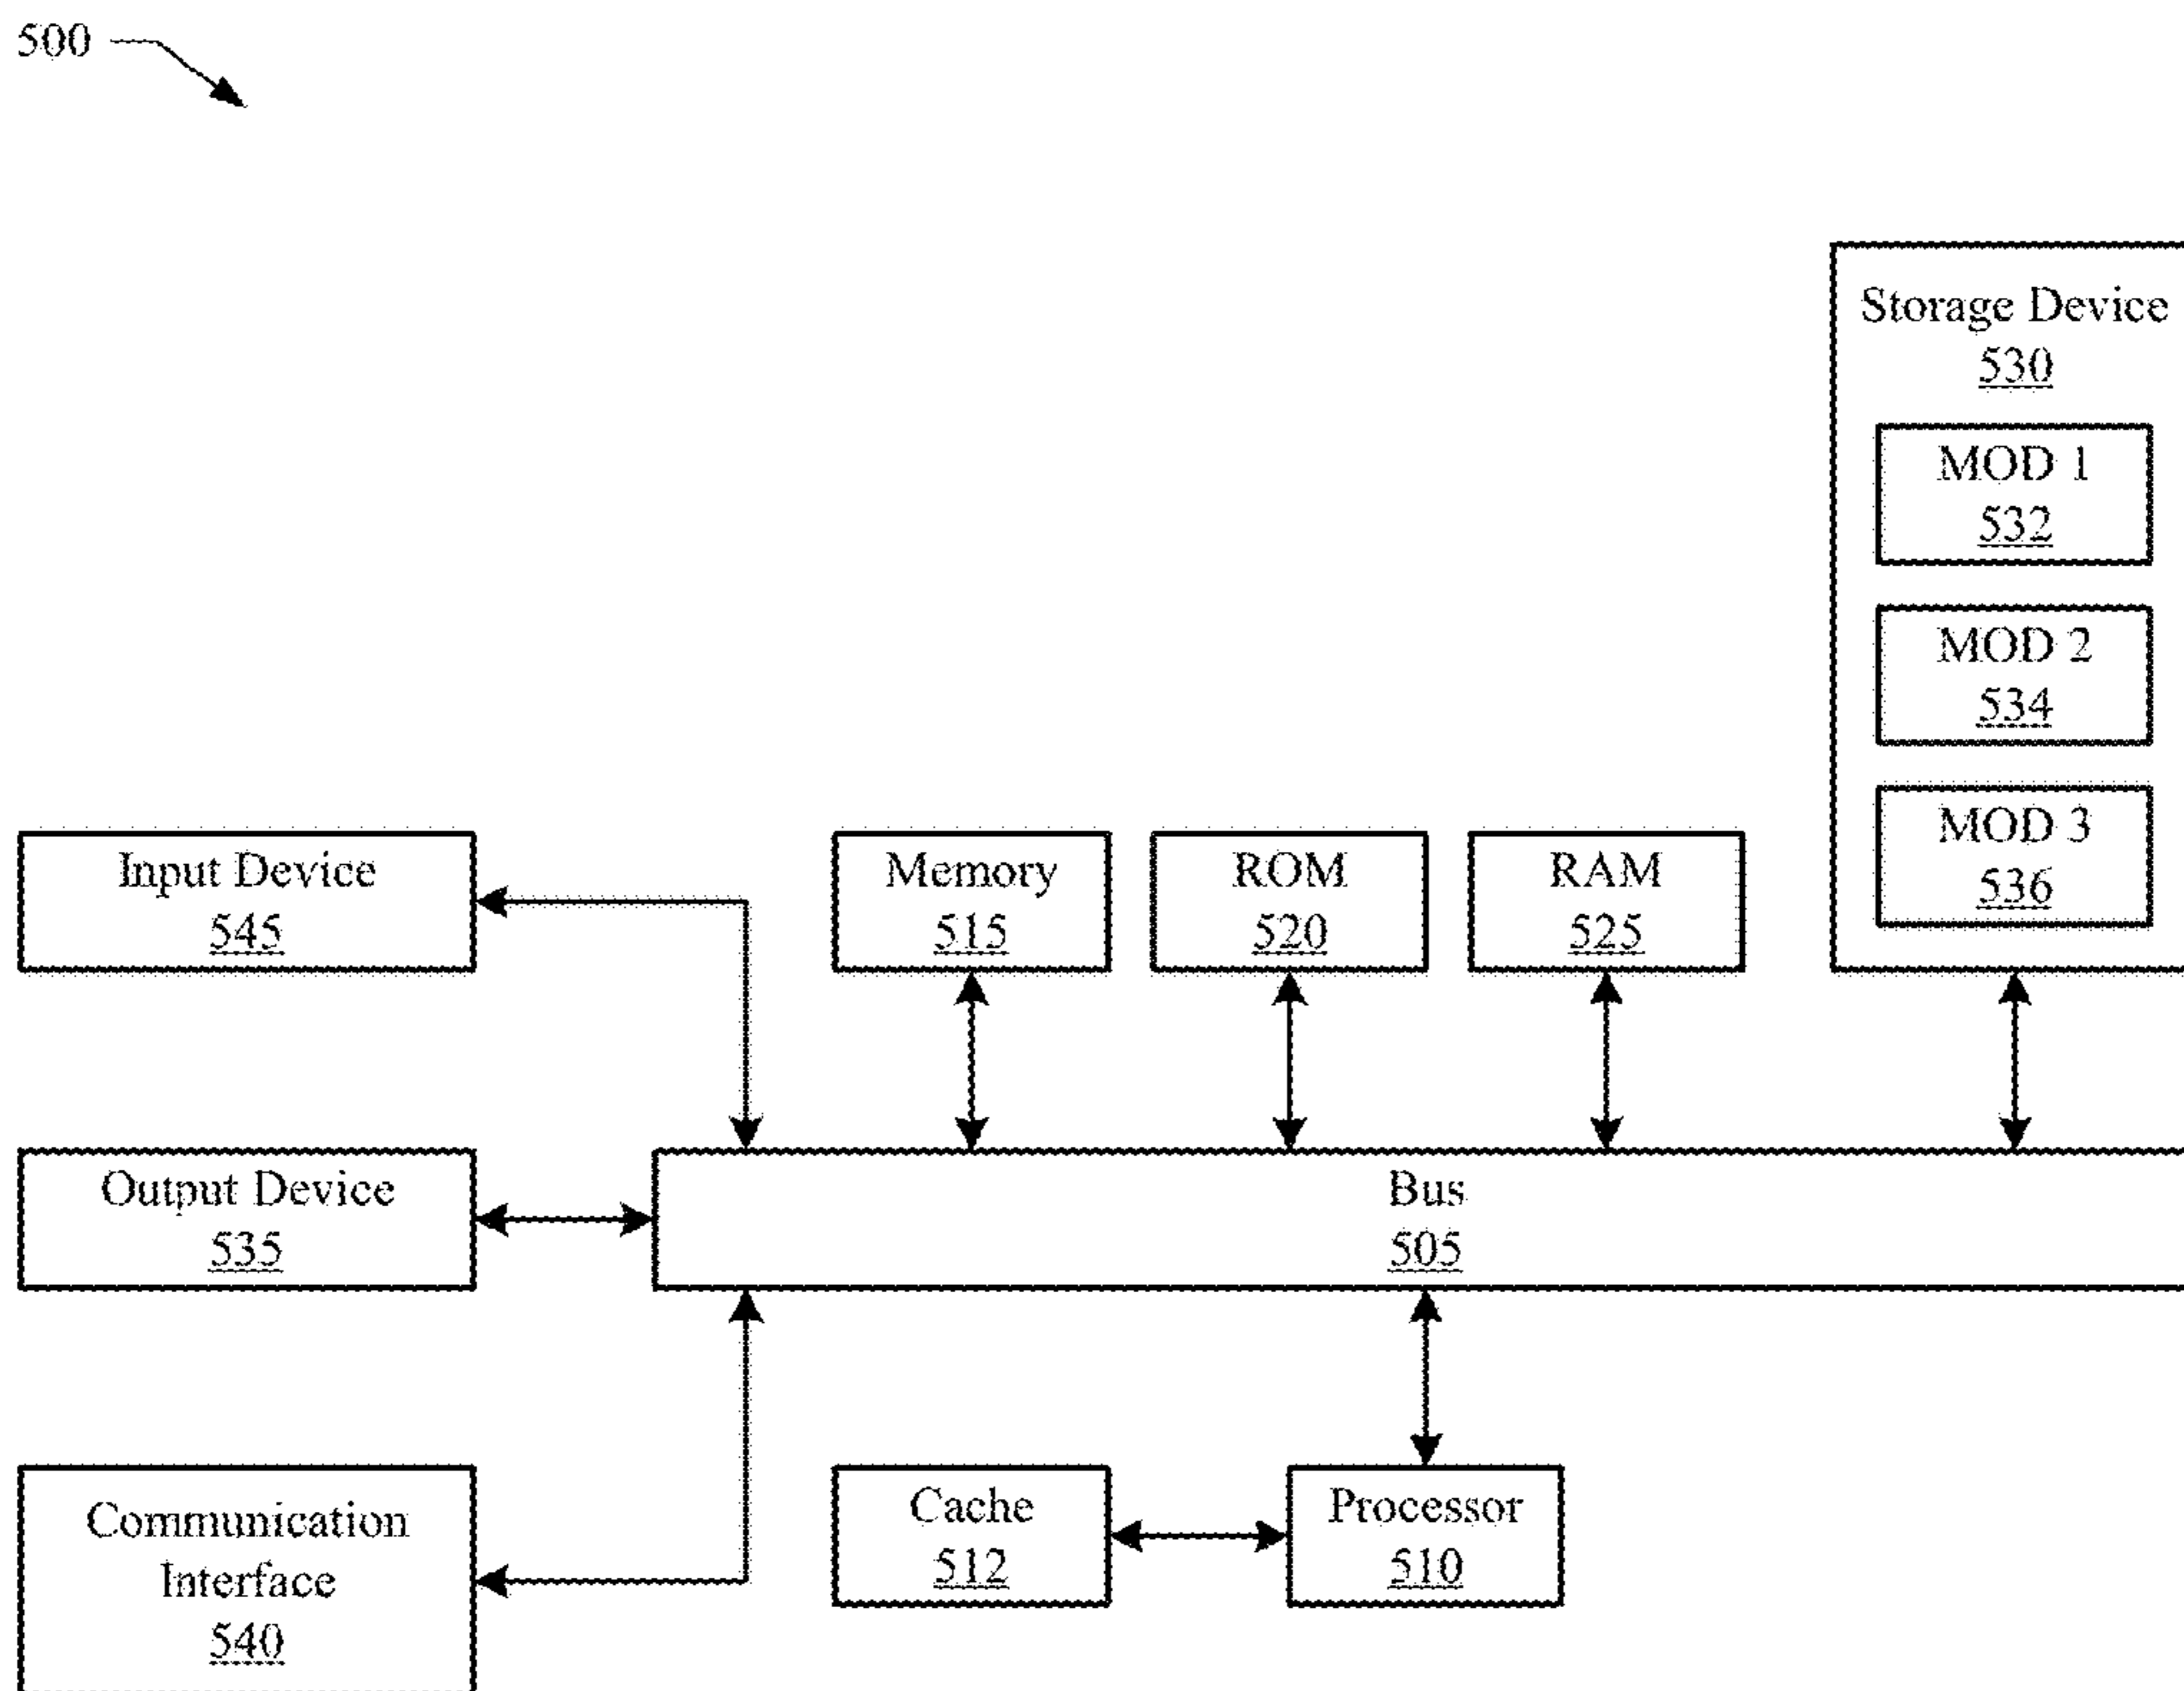 500
Storage Device
530
MOD 1
532
MOD 2
534
MOD 3
536
Input Device
545
Memory
515
ROM
520
RAM
525
Output Device
535
Bus
505
Communication
Interface
540
Cache
512
Processor
510